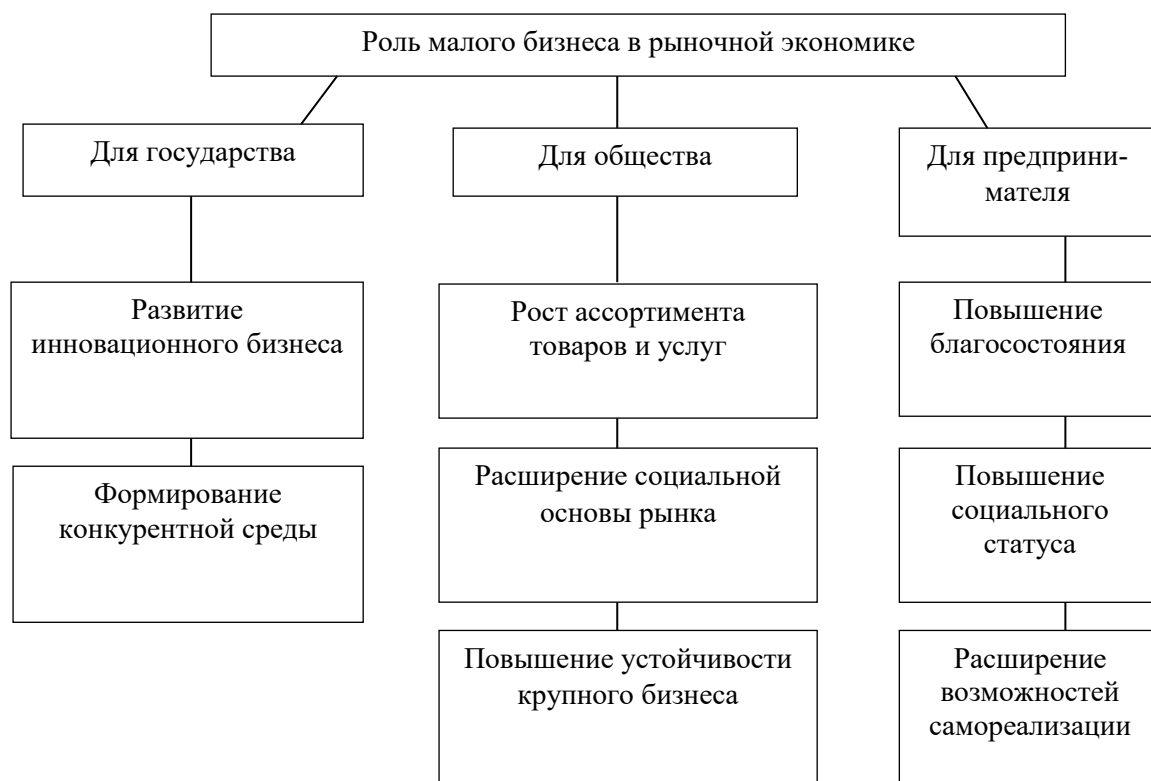 Роль малого бизнеса в рыночной экономике
Для государства
Для общества
Для предприни-
мателя
Развитие
инновационного бизнеса
Рост ассортимента
товаров и услуг
Повышение
благосостояния
Формирование
конкурентной среды
Расширение социальной
основы рынка
Повышение
социального
статуса
Повышение устойчивости
крупного бизнеса
Расширение
возможностей
самореализации